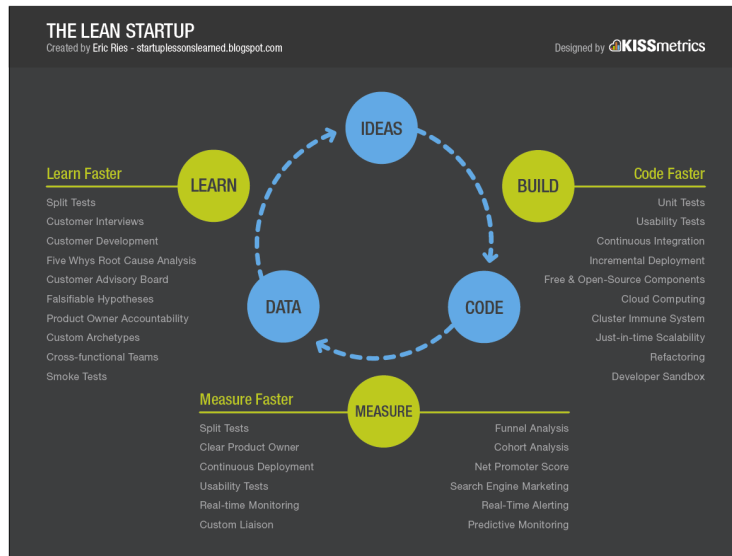 THE LEAN STARTUP
Created by Eric Ries - startuplessonslearned.blogspot.com
Designed by KISSmetrics
IDEAS
Learn Faster
LEARN
Split Tests
Customer Interviews
Customer Development
Five Whys Root Cause Analysis
Customer Advisory Board
Falsifiable Hypotheses
Product Owner Accountability
Custom Archetypes
Cross-functional Teams
Smoke Tests
BUILD
Code Faster
Unit Tests
Usability Tests
Continuous Integration
Incremental Deployment
Free & Open-Source Components
Cloud Computing
Cluster Immune System
Just-in-time Scalability
Refactoring
Developer Sandbox
DATA
CODE
Measure Faster
MEASURE
Split Tests
Clear Product Owner
Continuous Deployment
Usability Tests
Real-time Monitoring
Custom Liaison
Funnel Analysis
Cohort Analysis
Net Promoter Score
Search Engine Marketing
Real-Time Alerting
Predictive Monitoring